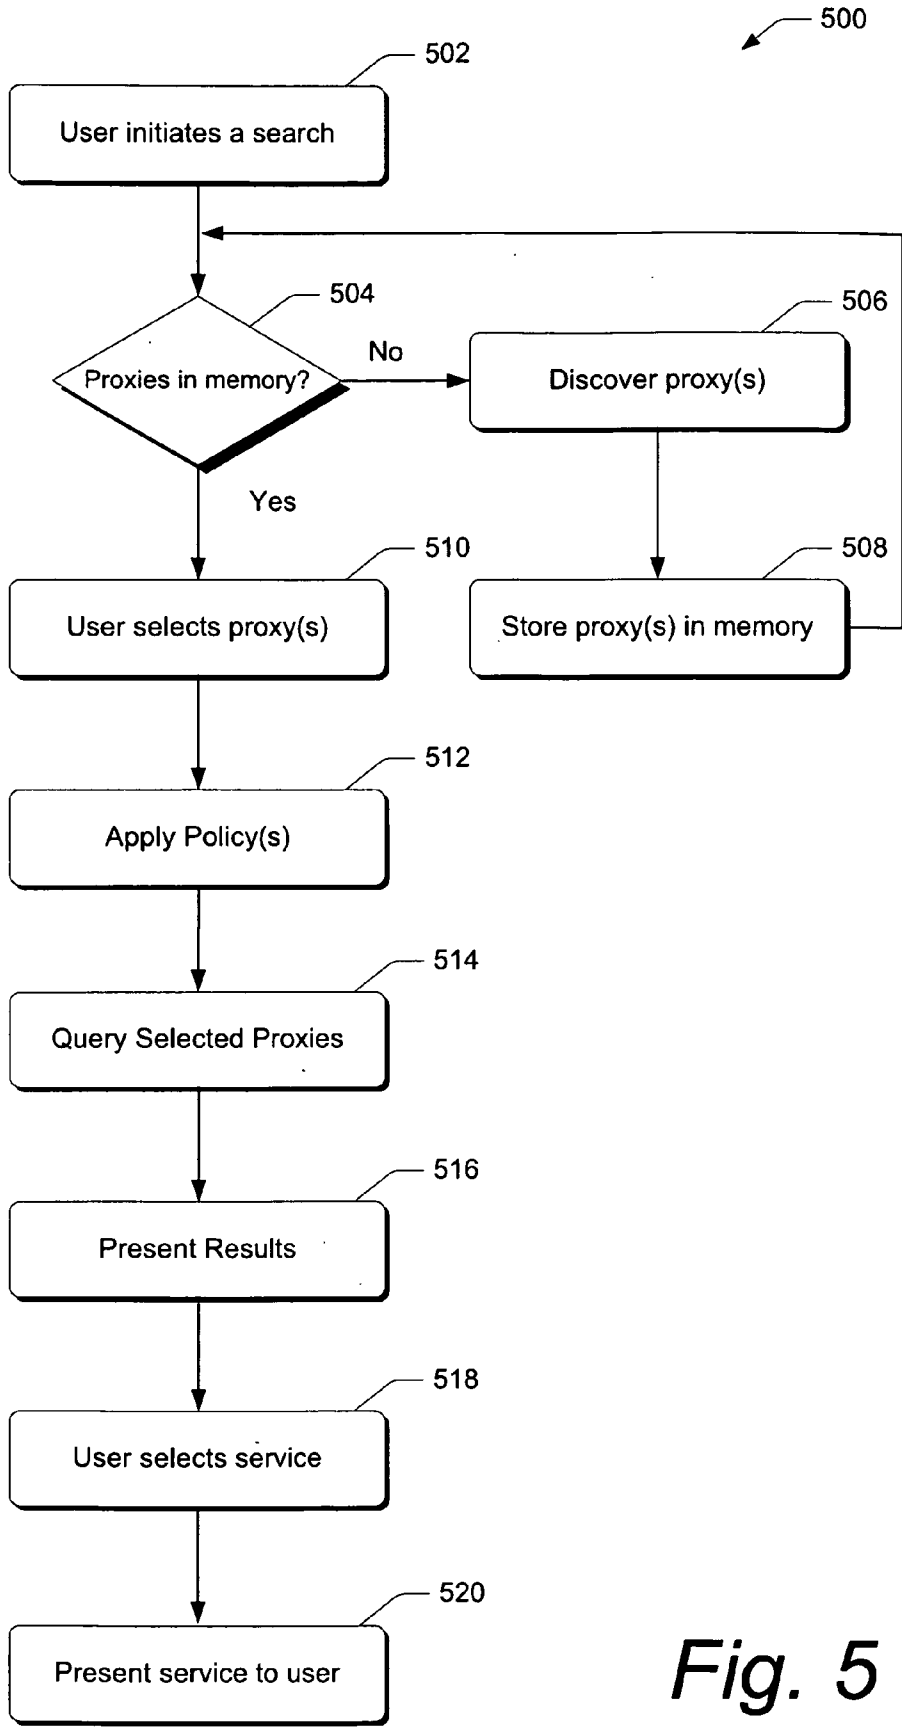 500
502
User initiates a search
504
Proxies in memory?
No
506
Discover proxy(s)
Yes
510
User selects proxy(s)
508
Store proxy(s) in memory
512
Apply Policy(s)
514
Query Selected Proxies
516
Present Results
518
User selects service
520
Present service to user
Fig. 5